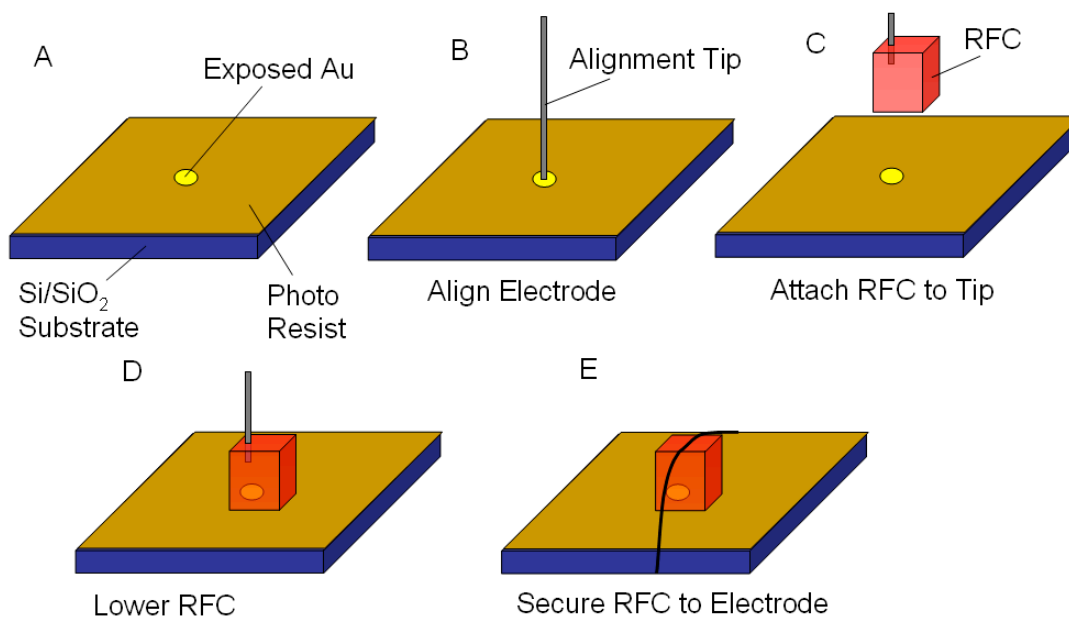 A
Exposed Au
Si/SiO₂
Substrate
Photo
Resist
B
Alignment Tip
Align Electrode
C
RFC
Attach RFC to Tip
D
Lower RFC
E
Secure RFC to Electrode